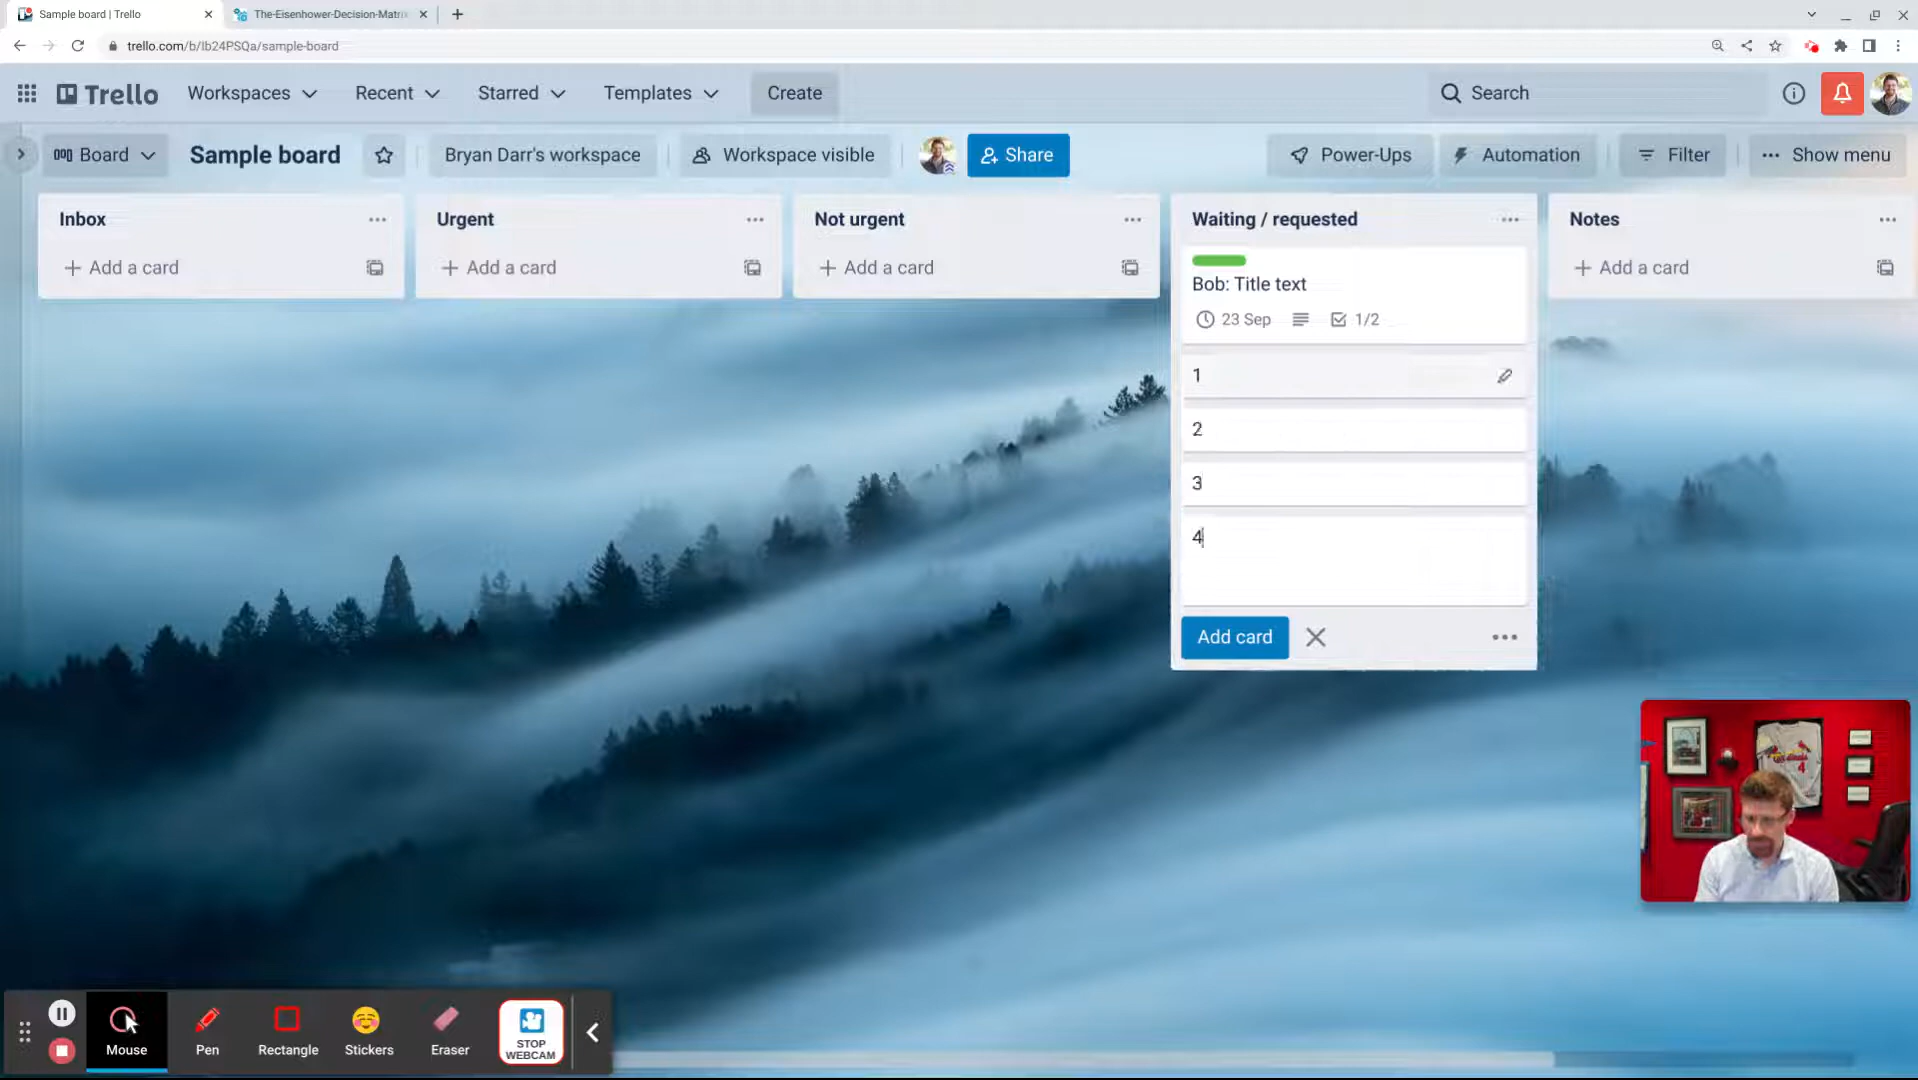 Sample board | Trello
The-Eisenhower-Decision-Matri
trello.com/b/lb24PSQa/sample-board
Trello
Workspaces
Recent
Starred
Templates
Create
Search
Board
Sample board
Bryan Darr's workspace
Workspace visible
Share
Power-Ups
Automation
Filter
Show menu
Inbox
Add a card
Urgent
Add a card
Not urgent
Add a card
Waiting / requested
Bob: Title text
23 Sep
1/2
1
2
3
4
Add card
Notes
Add a card
Mouse
Pen
Rectangle
Stickers
Eraser
STOP
WEBCAM